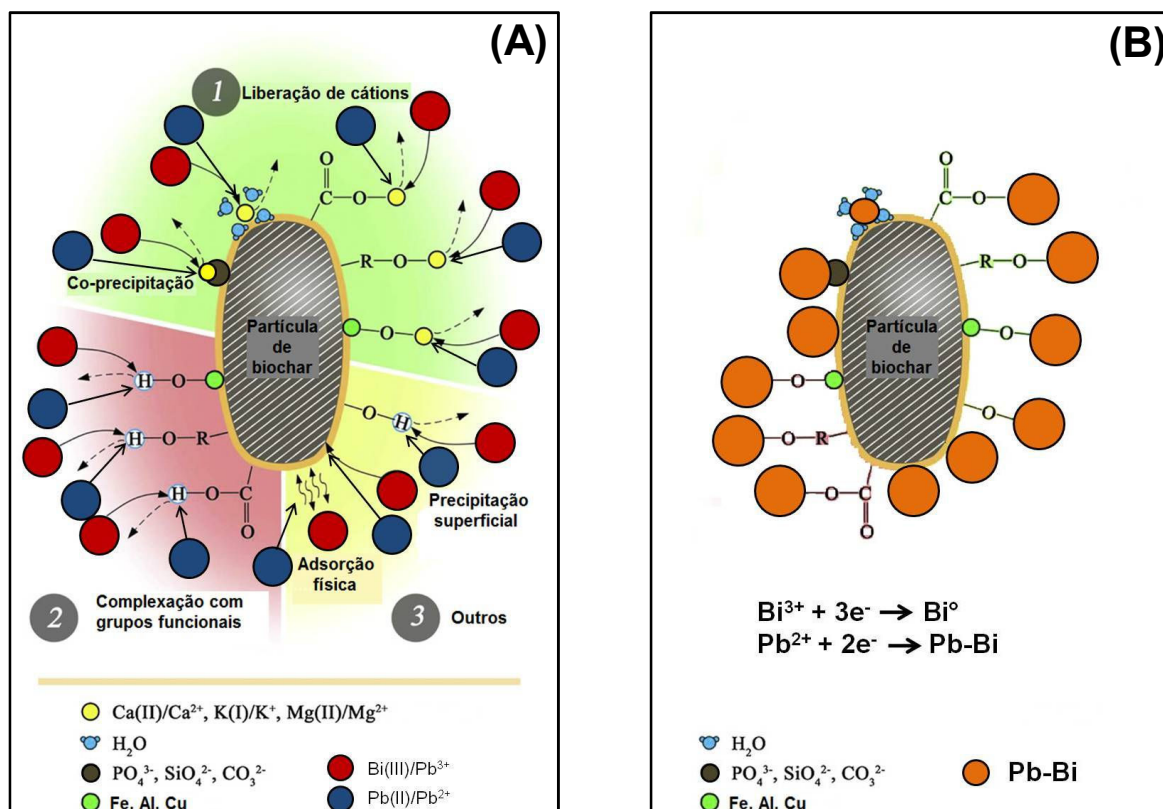 (A)
1 Liberação de cátions
O
C—O
R—O
Co-precipitação
Partícula
de
biochar
O
H—O
O—H
H—O—R
H—O—C
O
Precipitação
superficial
Adsorção
física
2 Complexação com
grupos funcionais
3 Outros
Ca(II)/Ca²⁺, K(I)/K⁺, Mg(II)/Mg²⁺
H₂O
PO₄³⁻, SiO₄²⁻, CO₃²⁻
Fe, Al, Cu
Bi(III)/Pb³⁺
Pb(II)/Pb²⁺
(B)
O
C—O
R—O
Partícula
de
biochar
O
O
O
O—R
O—C
O
Bi³⁺ + 3e⁻ → Bi°
Pb²⁺ + 2e⁻ → Pb-Bi
H₂O
PO₄³⁻, SiO₄²⁻, CO₃²⁻
Fe, Al, Cu
Pb-Bi